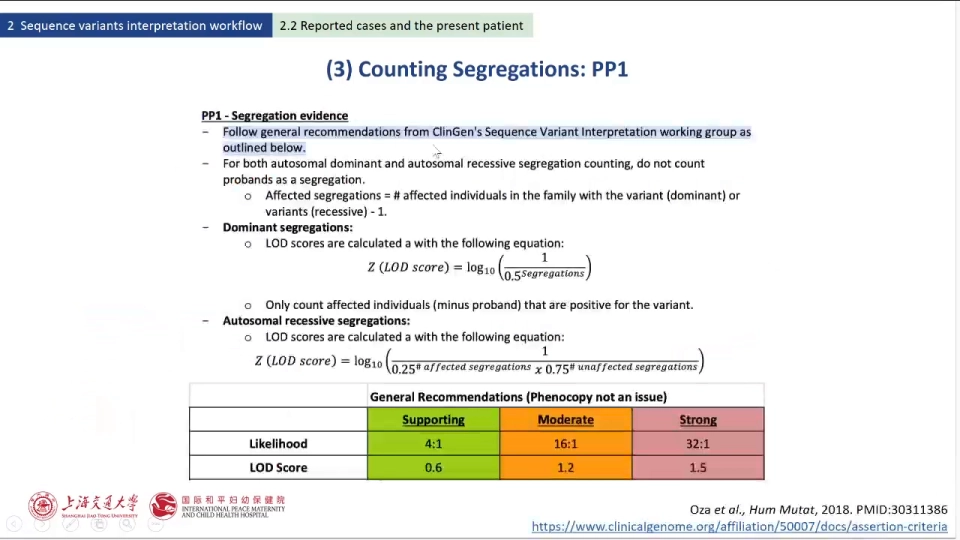 2 Sequence variants interpretation workflow
2.2 Reported cases and the present patient
(3) Counting Segregations: PP1
PP1 - Segregation evidence
– Follow general recommendations from ClinGen's Sequence Variant Interpretation working group as
outlined below.
– For both autosomal dominant and autosomal recessive segregation counting, do not count
probands as a segregation.
o Affected segregations = # affected individuals in the family with the variant (dominant) or
variants (recessive) - 1.
– Dominant segregations:
o LOD scores are calculated a with the following equation:
Z (LOD score) = log10 (1 / 0.5^Segregations)
o Only count affected individuals (minus proband) that are positive for the variant.
– Autosomal recessive segregations:
o LOD scores are calculated a with the following equation:
Z (LOD score) = log10 (1 / 0.25^# affected segregations x 0.75^# unaffected segregations)
General Recommendations (Phenocopy not an issue)
Supporting Moderate Strong
Likelihood 4:1 16:1 32:1
LOD Score 0.6 1.2 1.5
上海交通大学
SHANGHAI JIAO TONG UNIVERSITY
国际和平妇幼保健院
INTERNATIONAL PEACE MATERNITY
AND CHILD HEALTH HOSPITAL
Oza et al., Hum Mutat, 2018. PMID:30311386
https://www.clinicalgenome.org/affiliation/50007/docs/assertion-criteria